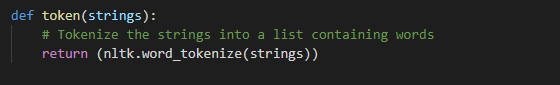 def token(strings):
    # Tokenize the strings into a list containing words
    return (nltk.word_tokenize(strings))